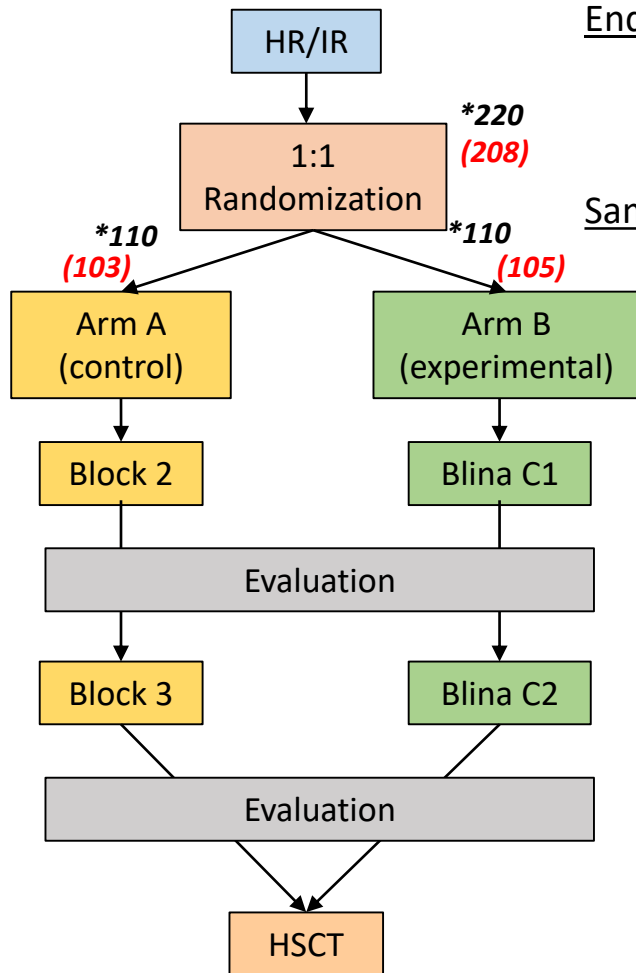 HR/IR
*220
(208)
1:1
Randomization
*110
(103)
*110
(105)
Arm A
(control)
Arm B
(experimental)
Block 2
Blina C1
Evaluation
Block 3
Blina C2
Evaluation
HSCT